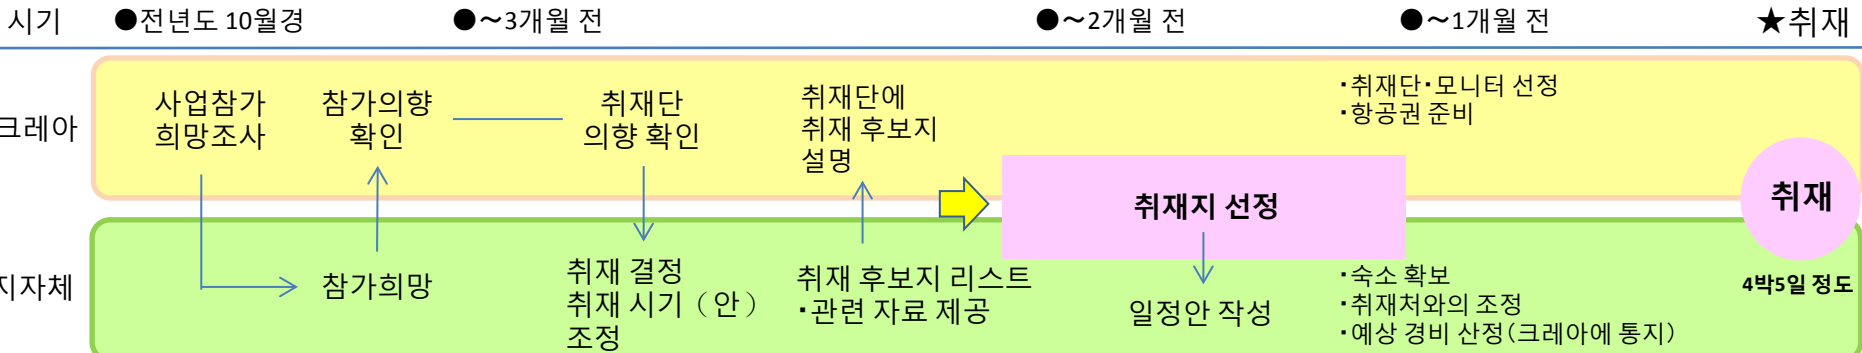 시기 ●전년도 10월경 ●～3개월 전 ●～2개월 전 ●～1개월 전 ★취재
크레아
사업참가
희망조사
참가의향
확인
취재단
의향 확인
취재단에
취재 후보지
설명
･취재단･모니터 선정
･항공권 준비
취재지 선정
취재
4박5일 정도
지자체
참가희망
취재 결정
취재 시기（안）
조정
취재 후보지 리스트
･관련 자료 제공
일정안 작성
･숙소 확보
･취재처와의 조정
･예상 경비 산정(크레아에 통지)